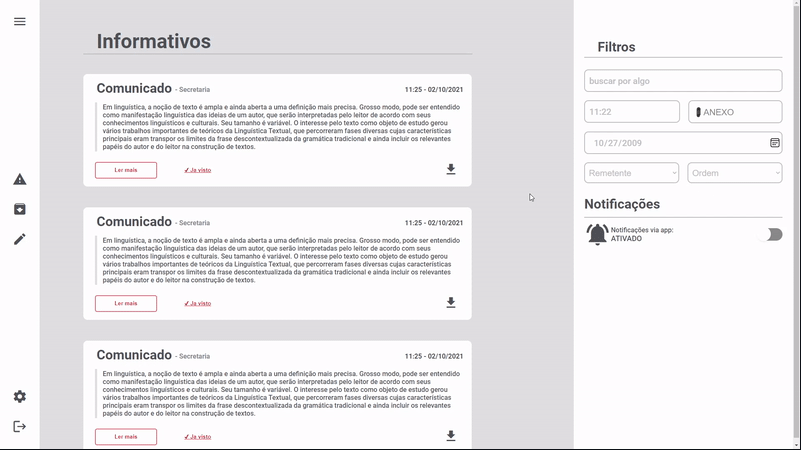 Informativos
Comunicado - Secretaria
11:25 - 02/10/2021
Em linguística, a noção de texto é ampla e ainda aberta a uma definição mais precisa. Grosso modo, pode ser entendido
como manifestação linguística das ideias de um autor, que serão interpretadas pelo leitor de acordo com seus
conhecimentos linguísticos e culturais. Seu tamanho é variável. O interesse pelo texto como objeto de estudo gerou
vários trabalhos importantes de teóricos da Linguística Textual, que percorreram fases diversas cujas características
principais eram transpor os limites da frase descontextualizada da gramática tradicional e ainda incluir os relevantes
papéis do autor e do leitor na construção de textos.
Ler mais
✓ Ja visto
Comunicado - Secretaria
11:25 - 02/10/2021
Em linguística, a noção de texto é ampla e ainda aberta a uma definição mais precisa. Grosso modo, pode ser entendido
como manifestação linguística das ideias de um autor, que serão interpretadas pelo leitor de acordo com seus
conhecimentos linguísticos e culturais. Seu tamanho é variável. O interesse pelo texto como objeto de estudo gerou
vários trabalhos importantes de teóricos da Linguística Textual, que percorreram fases diversas cujas características
principais eram transpor os limites da frase descontextualizada da gramática tradicional e ainda incluir os relevantes
papéis do autor e do leitor na construção de textos.
Ler mais
✓ Ja visto
Comunicado - Secretaria
11:25 - 02/10/2021
Em linguística, a noção de texto é ampla e ainda aberta a uma definição mais precisa. Grosso modo, pode ser entendido
como manifestação linguística das ideias de um autor, que serão interpretadas pelo leitor de acordo com seus
conhecimentos linguísticos e culturais. Seu tamanho é variável. O interesse pelo texto como objeto de estudo gerou
vários trabalhos importantes de teóricos da Linguística Textual, que percorreram fases diversas cujas características
principais eram transpor os limites da frase descontextualizada da gramática tradicional e ainda incluir os relevantes
papéis do autor e do leitor na construção de textos.
Ler mais
✓ Ja visto
Filtros
buscar por algo
11:22
ANEXO
10/27/2009
Remetente
Ordem
Notificações
Notificações via app:
ATIVADO